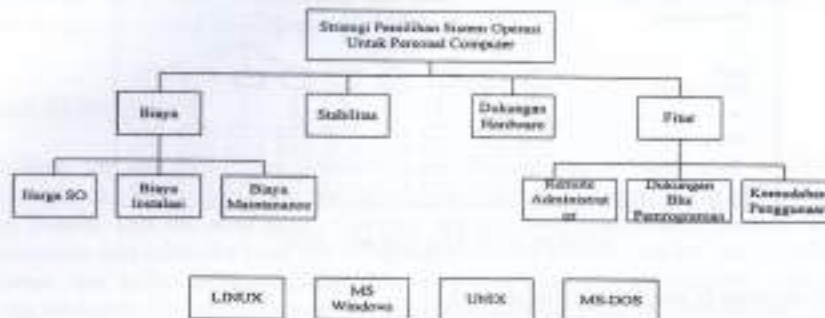 Strategi Pemilihan Sistem Operasi
Untuk Personal Computer
Biaya
Stabilitas
Dukungan
Hardware
Fitur
Harga SO
Biaya
Instalasi
Biaya
Maintenance
Remote
Administrat
or
Dukungan
Bhs
Pemrograman
Kemudahan
Penggunaan
LINUX
MS
Windows
UNIX
MS-DOS